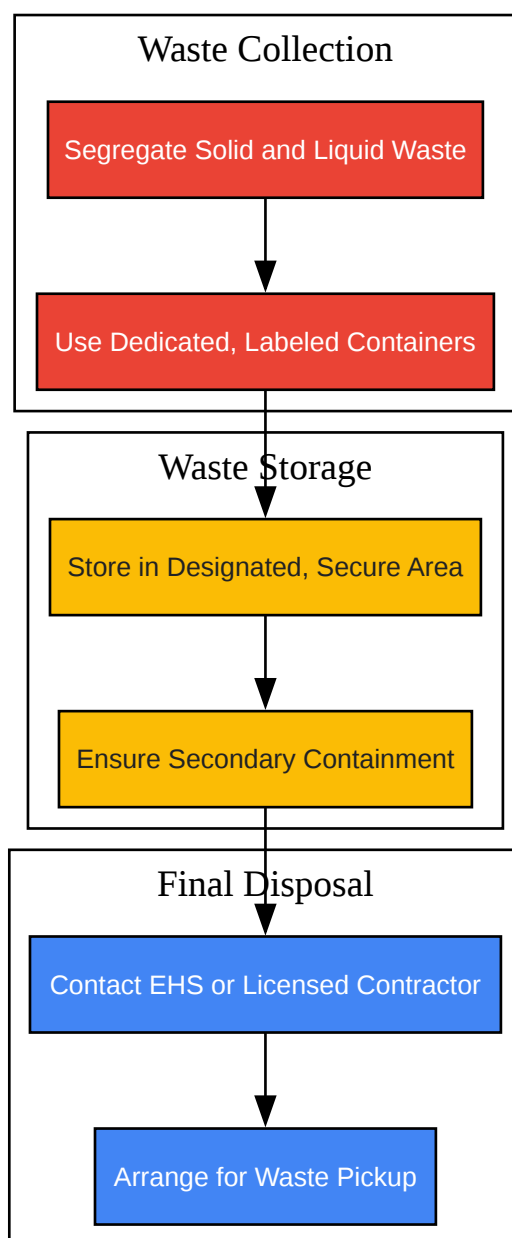 Waste Collection
Segregate Solid and Liquid Waste
Use Dedicated, Labeled Containers
Waste Storage
Store in Designated, Secure Area
Ensure Secondary Containment
Final Disposal
Contact EHS or Licensed Contractor
Arrange for Waste Pickup